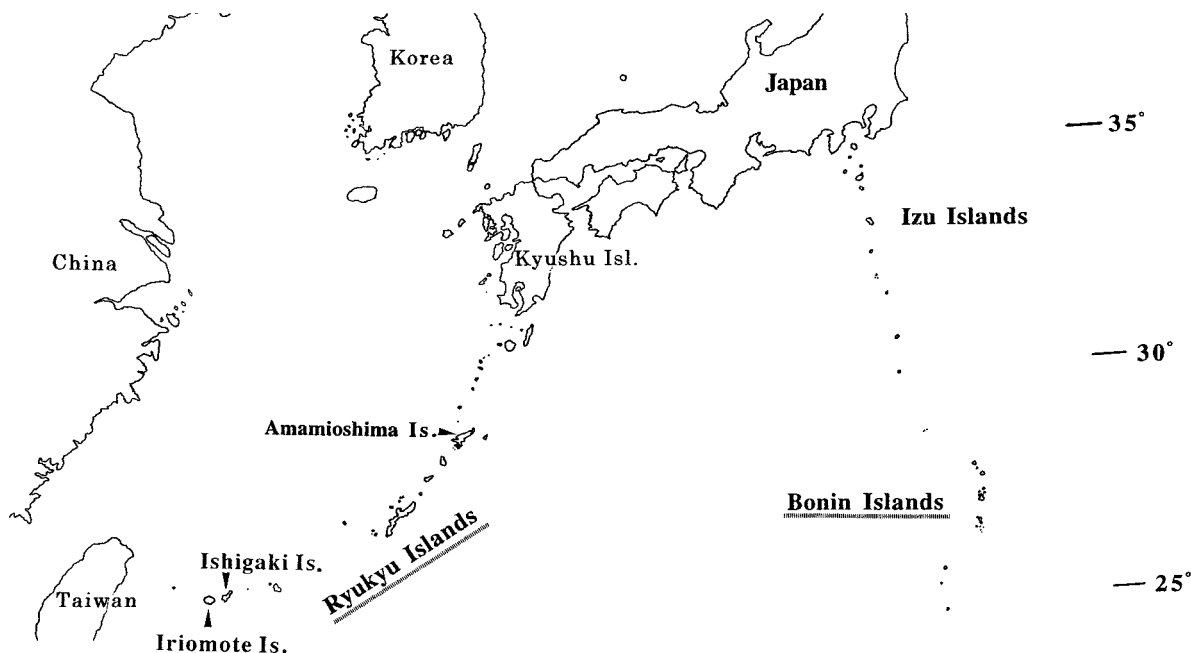 Korea
Japan
35°
Izu Islands
China
Kyushu Isl.
30°
Amamioshima Is.
Bonin Islands
Ryukyu Islands
Ishigaki Is.
25°
Taiwan
Iriomote Is.